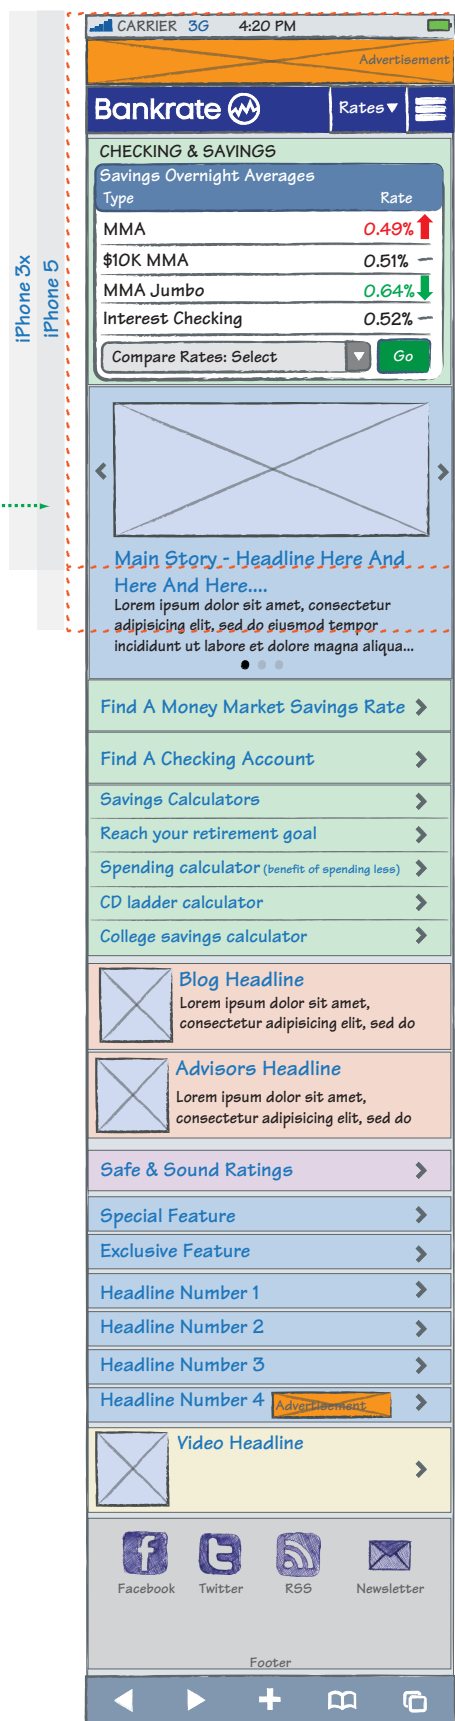 CARRIER 3G 4:20 PM
Advertisement
Bankrate Rates
CHECKING & SAVINGS
Savings Overnight Averages
Type Rate
MMA 0.49%
$10K MMA 0.51%
MMA Jumbo 0.64%
Interest Checking 0.52%
Compare Rates: Select Go
iPhone 3x
iPhone 5
Main Story - Headline Here And
Here And Here....
Lorem ipsum dolor sit amet, consectetur
adipisicing elit, sed do eiusmod tempor
incididunt ut labore et dolore magna aliqua...
Find A Money Market Savings Rate
Find A Checking Account
Savings Calculators
Reach your retirement goal
Spending calculator (benefit of spending less)
CD ladder calculator
College savings calculator
Blog Headline
Lorem ipsum dolor sit amet,
consectetur adipisicing elit, sed do
Advisors Headline
Lorem ipsum dolor sit amet,
consectetur adipisicing elit, sed do
Safe & Sound Ratings
Special Feature
Exclusive Feature
Headline Number 1
Headline Number 2
Headline Number 3
Headline Number 4 Advertisement
Video Headline
Facebook Twitter RSS Newsletter
Footer